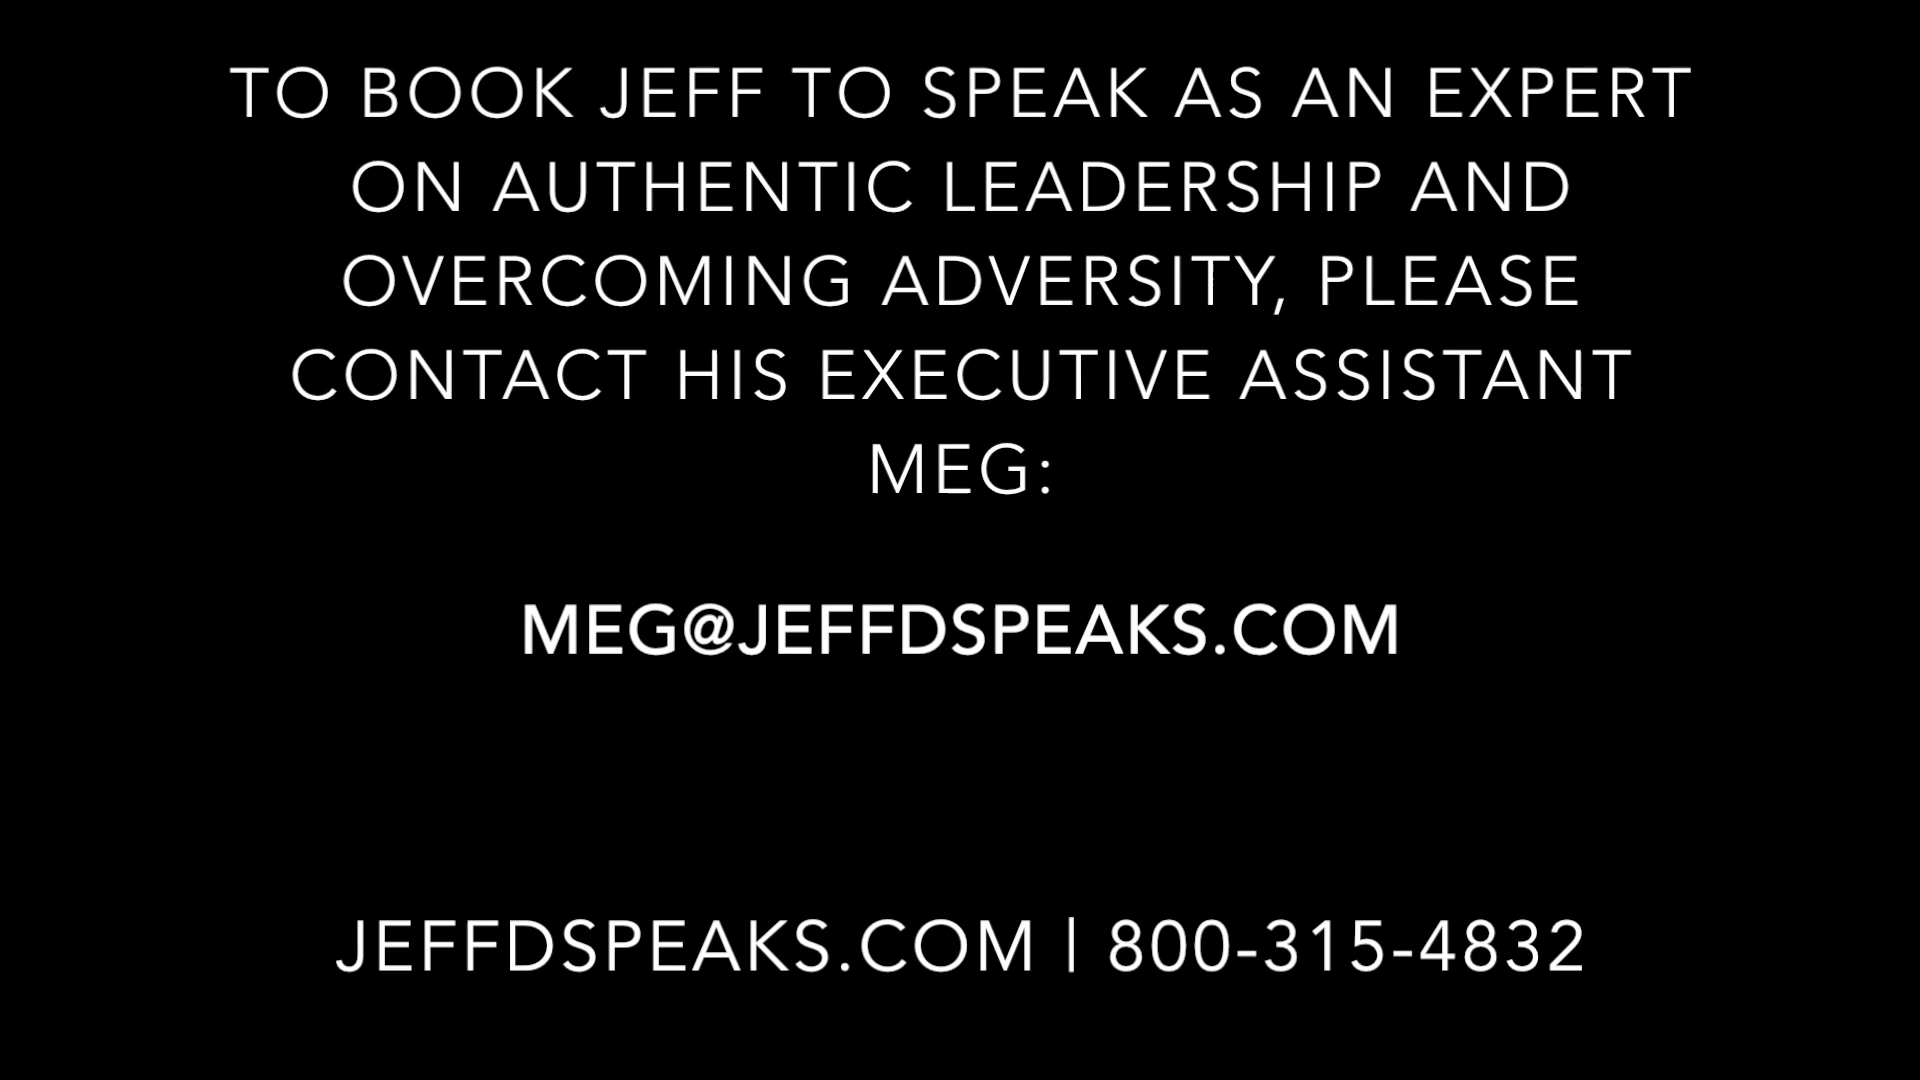 TO BOOK JEFF TO SPEAK AS AN EXPERT
ON AUTHENTIC LEADERSHIP AND
OVERCOMING ADVERSITY, PLEASE
CONTACT HIS EXECUTIVE ASSISTANT
MEG:
MEG@JEFFDSPEAKS.COM
JEFFDSPEAKS.COM | 800-315-4832